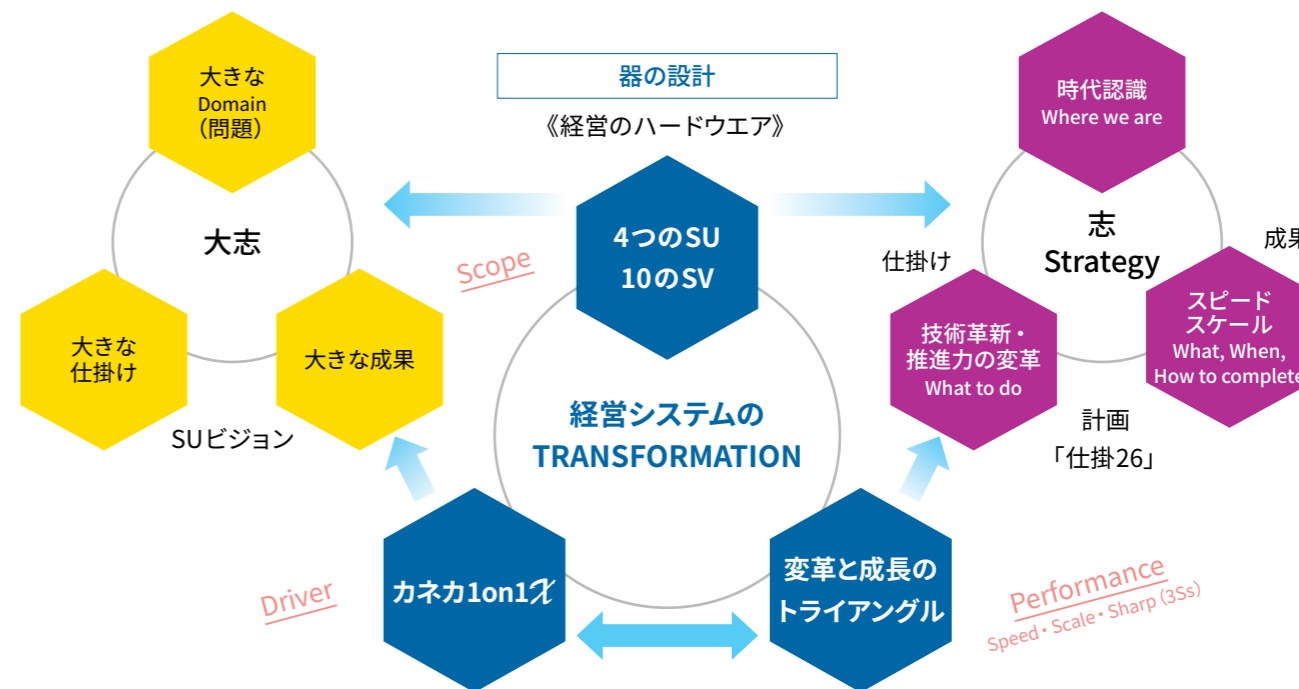 大きな
Domain
（問題）
大志
大きな
仕掛け
大きな成果
SUビジョン
器の設計
《経営のハードウエア》
4つのSU
10のSV
Scope
経営システムの
TRANSFORMATION
カネカ1on1X
変革と成長の
トライアングル
Driver
Performance
Speed・Scale・Sharp（3Ss）
時代認識
Where we are
志
Strategy
仕掛け
成果
技術革新・
推進力の変革
What to do
スピード
スケール
What, When,
How to complete
計画
「仕掛26」